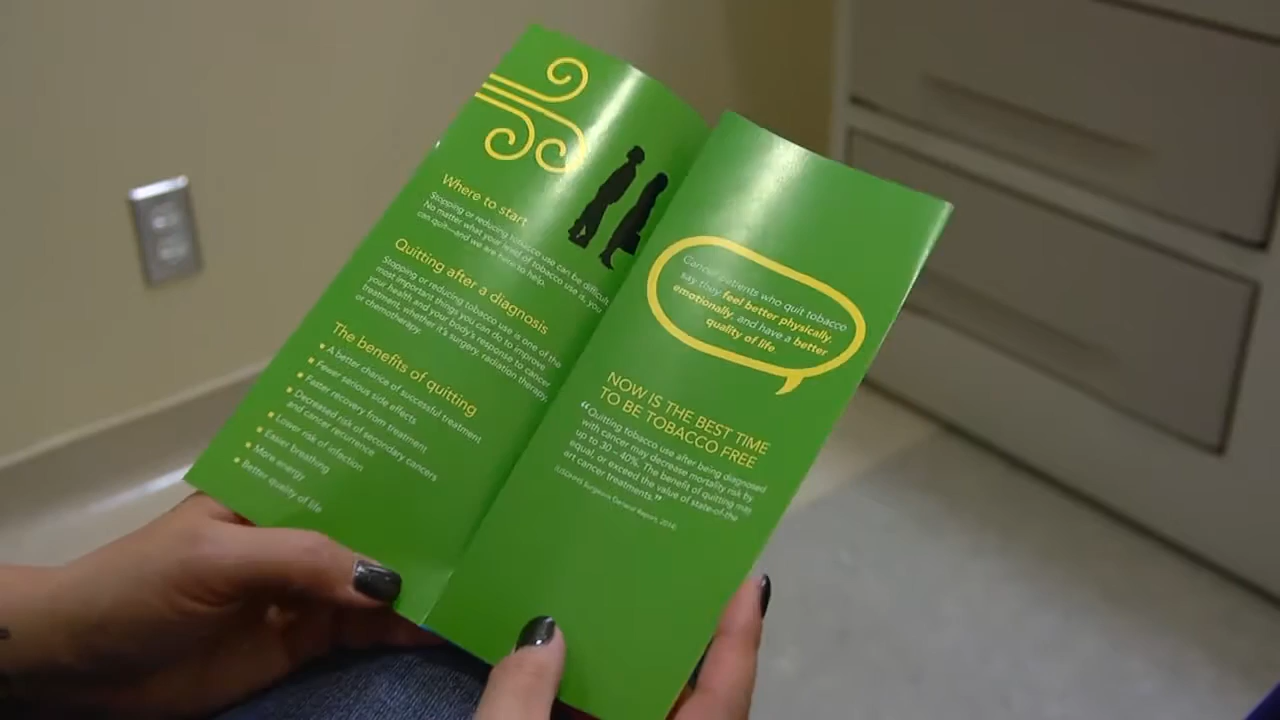 Where to start
Stopping or reducing tobacco use can be difficult.
No matter what your level of tobacco use is, you
can quit—and we are here to help.
Quitting after a diagnosis
Stopping or reducing tobacco use is one of the
most important things you can do to improve
your health and your body's response to cancer
treatment, whether it's surgery, radiation therapy,
or chemotherapy.
The benefits of quitting
• A better chance of successful treatment
• Fewer serious side effects
• Faster recovery from treatment
• Decreased risk of secondary cancers
and cancer recurrence
• Lower risk of infection
• Easier breathing
• More energy
• Better quality of life
Cancer patients who quit tobacco
say they feel better physically,
emotionally, and have a better
quality of life.
NOW IS THE BEST TIME
TO BE TOBACCO FREE
“Quitting tobacco use after being diagnosed
with cancer may decrease mortality risk by
up to 30 – 40%. The benefit of quitting may
equal, or exceed the value of state-of-the
art cancer treatments.”
Surgeon General Report, 2014)